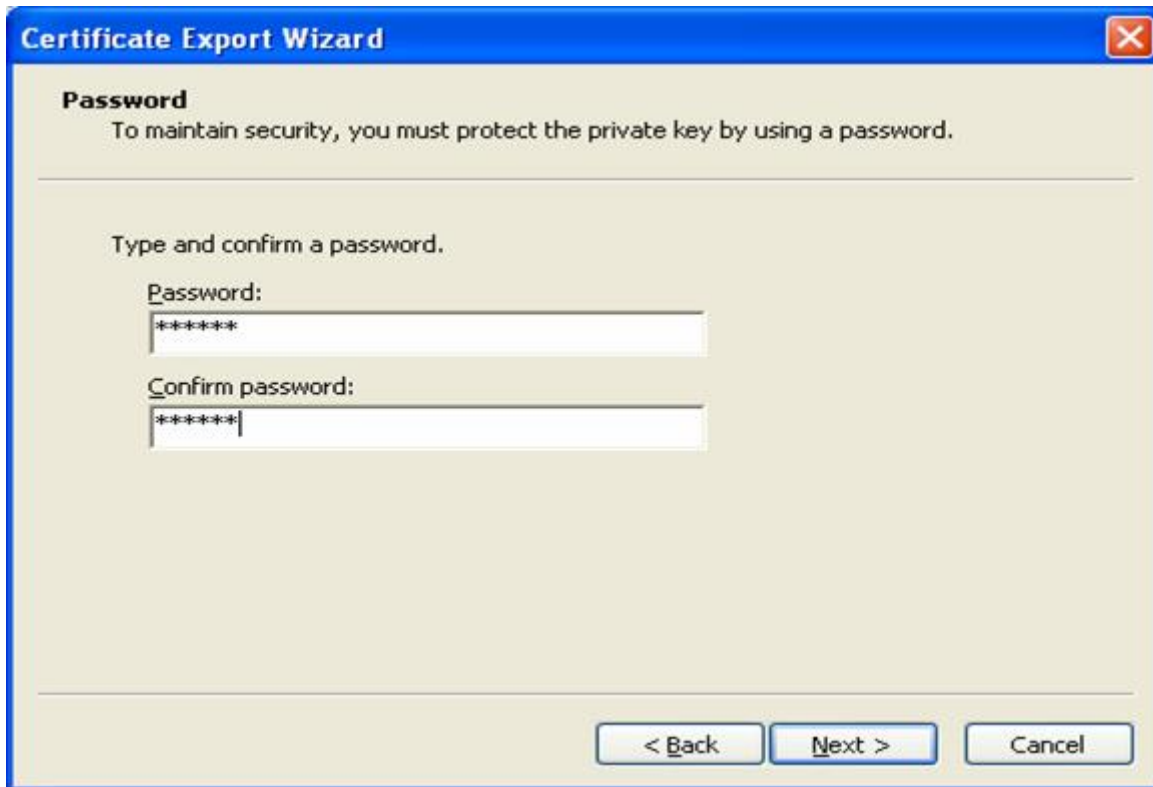 Certificate Export Wizard
Password
To maintain security, you must protect the private key by using a password.
Type and confirm a password.
Password:
******
Confirm password:
******
< Back Next > Cancel